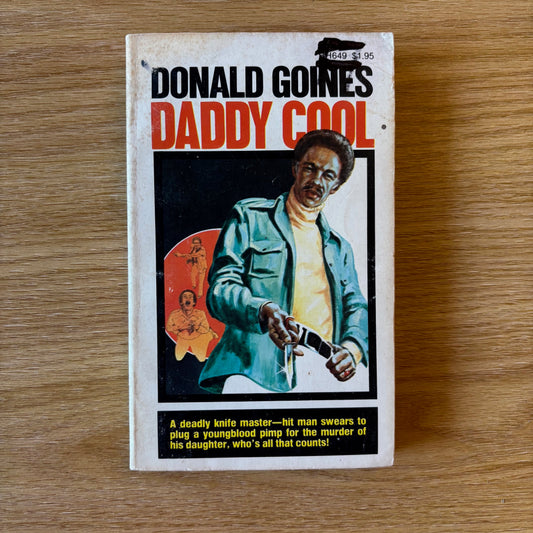 H649 $1.95
DONALD GOINES
DADDY COOL
A deadly knife master—hit man swears to
plug a youngblood pimp for the murder of
his daughter, who's all that counts!